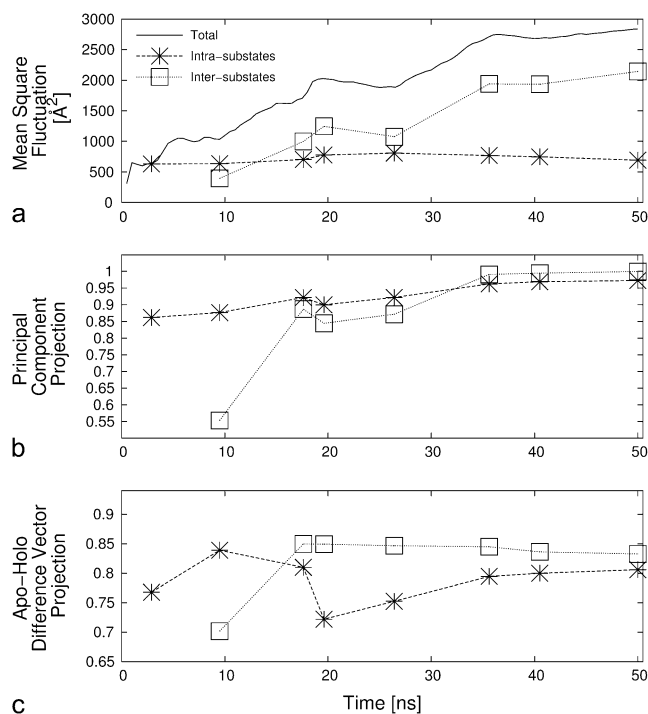 3000
2500
2000
1500
1000
500
0
Mean Square
Fluctuation
[Å²]
Total
Intra-substates
Inter-substates
0
10
20
30
40
50
a
1
0.95
0.9
0.85
0.8
0.75
0.7
0.65
0.6
0.55
Principal
Component
Projection
0
10
20
30
40
50
b
0.9
0.85
0.8
0.75
0.7
0.65
Apo-Holo
Difference Vector
Projection
0
10
20
30
40
50
Time [ns]
c